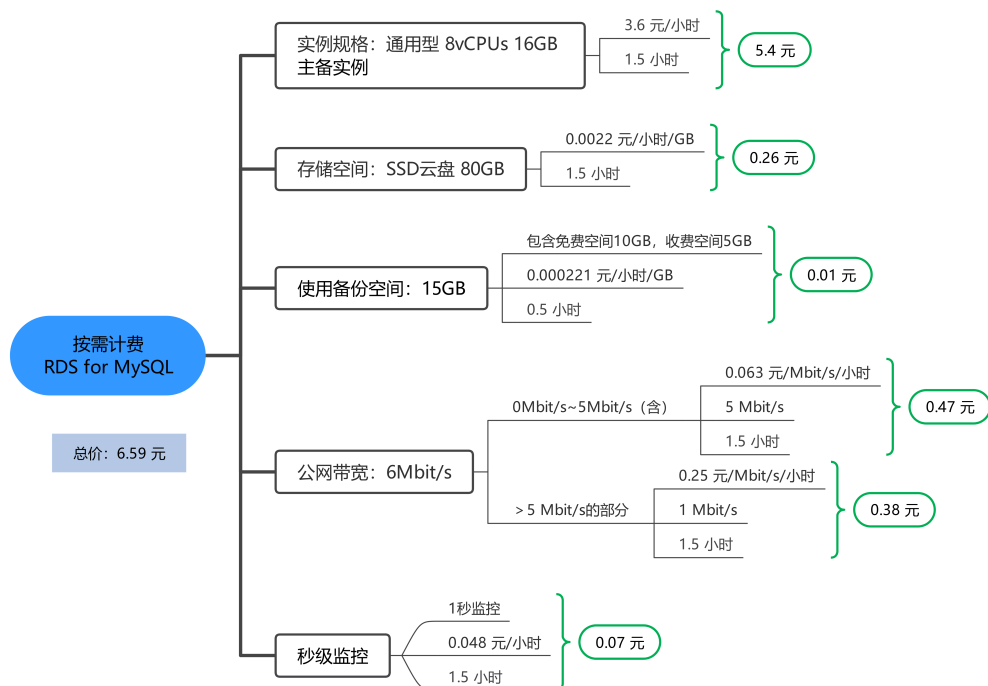 按需计费
RDS for MySQL
总价：6.59 元
实例规格：通用型 8vCPUs 16GB
主备实例
3.6 元/小时
1.5 小时
5.4 元
存储空间：SSD云盘 80GB
0.0022 元/小时/GB
1.5 小时
0.26 元
使用备份空间：15GB
包含免费空间10GB，收费空间5GB
0.000221 元/小时/GB
0.5 小时
0.01 元
公网带宽：6Mbit/s
0Mbit/s~5Mbit/s（含）
0.063 元/Mbit/s/小时
5 Mbit/s
1.5 小时
0.47 元
＞5 Mbit/s的部分
0.25 元/Mbit/s/小时
1 Mbit/s
1.5 小时
0.38 元
秒级监控
1秒监控
0.048 元/小时
1.5 小时
0.07 元